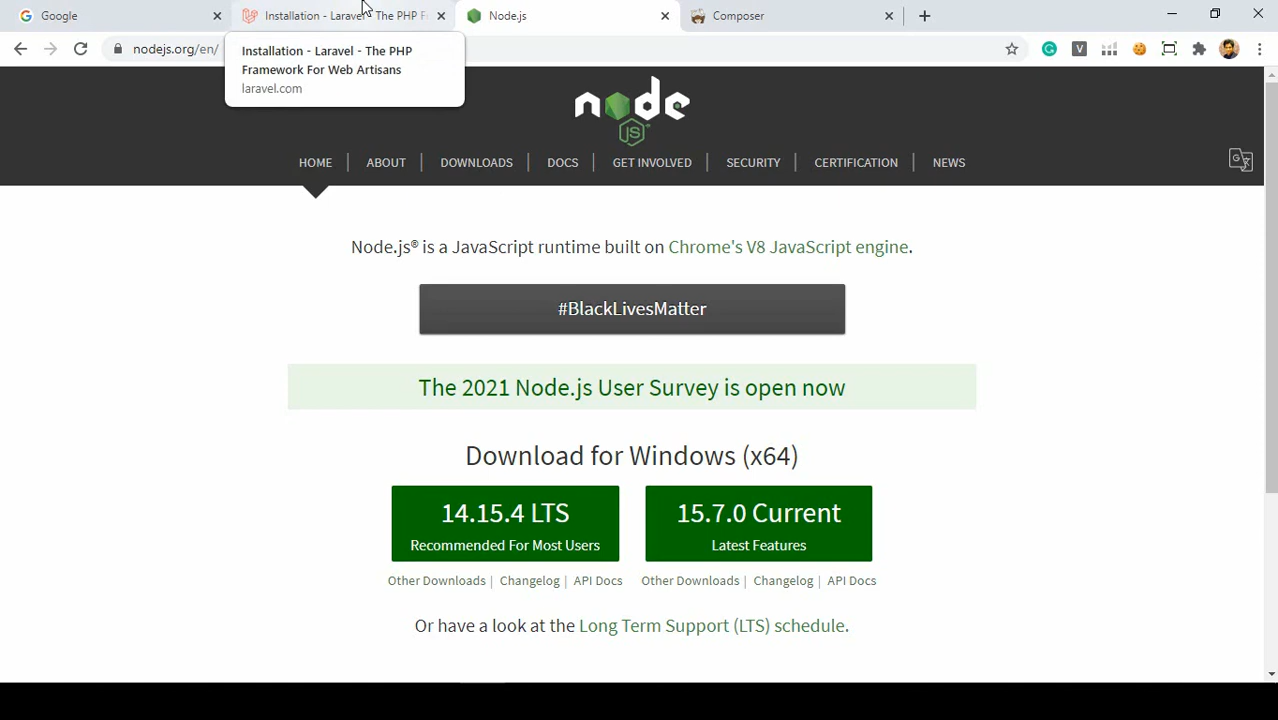 Google
Installation - Laravel - The PHP Fr
Node.js
Composer
nodejs.org/en/
Installation - Laravel - The PHP
Framework For Web Artisans
laravel.com
node
JS
HOME
ABOUT
DOWNLOADS
DOCS
GET INVOLVED
SECURITY
CERTIFICATION
NEWS
Node.js® is a JavaScript runtime built on Chrome's V8 JavaScript engine.
#BlackLivesMatter
The 2021 Node.js User Survey is open now
Download for Windows (x64)
14.15.4 LTS
Recommended For Most Users
15.7.0 Current
Latest Features
Other Downloads | Changelog | API Docs
Other Downloads | Changelog | API Docs
Or have a look at the Long Term Support (LTS) schedule.